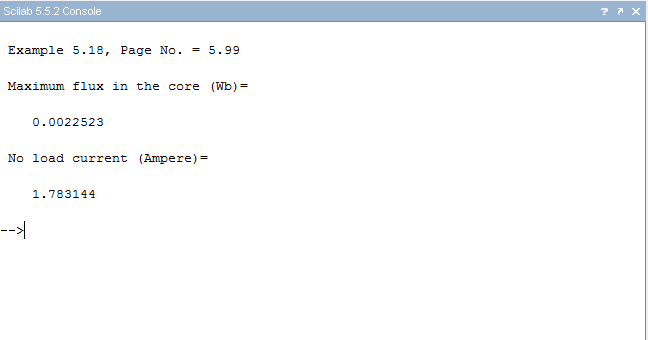 Scilab 5.5.2 Console
Example 5.18, Page No. = 5.99
Maximum flux in the core (Wb)=
0.0022523
No load current (Ampere)=
1.783144
-->